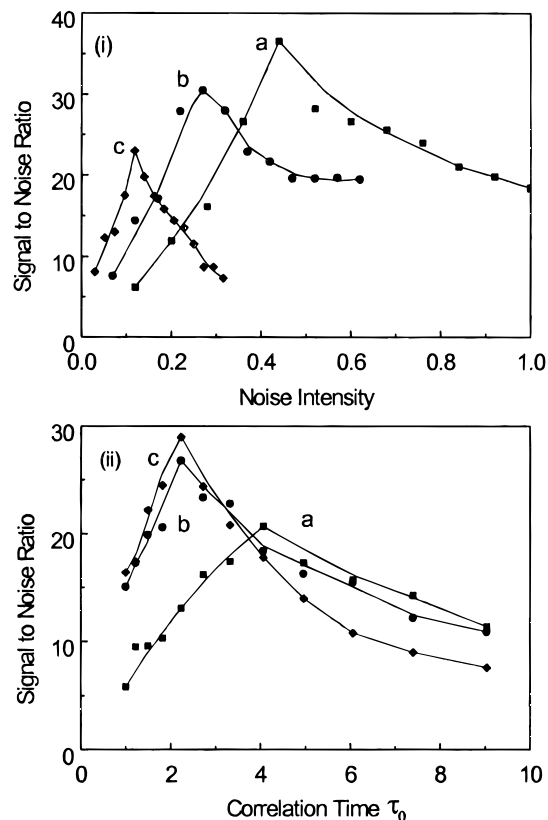 40
(i)
a
30
b
c
20
10
0
0.0 0.2 0.4 0.6 0.8 1.0
Signal to Noise Ratio
Noise Intensity
30
(ii)
c
20
b
a
10
0
0 2 4 6 8 10
Signal to Noise Ratio
Correlation Time τ₀